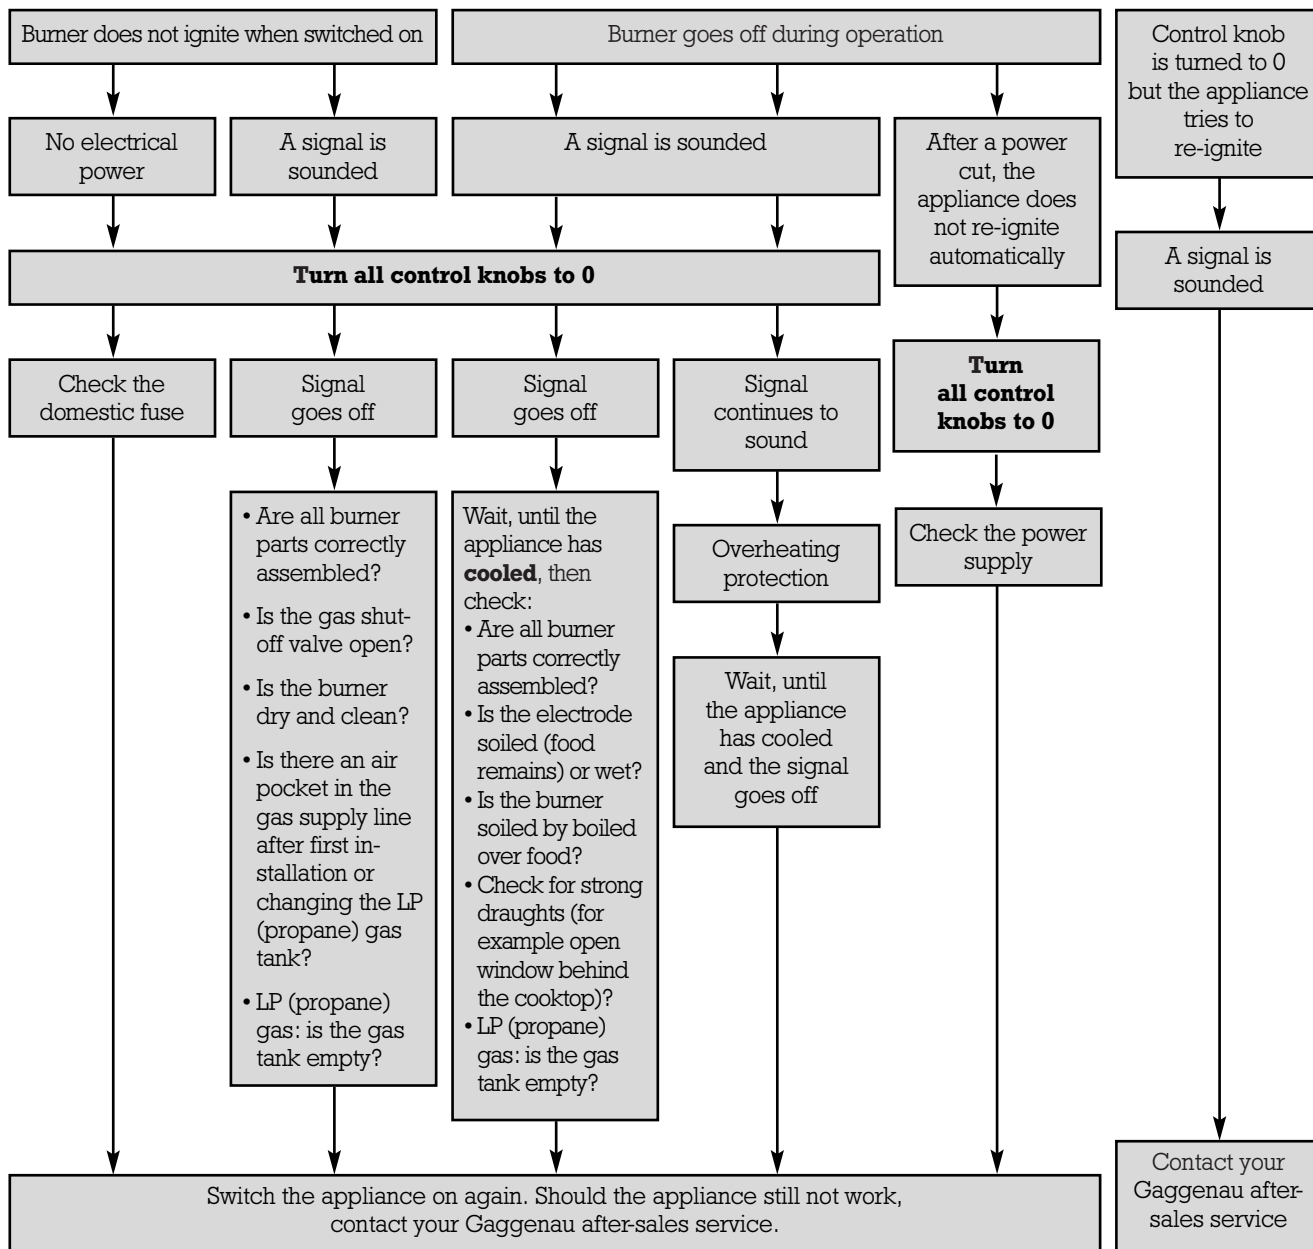 Burner does not ignite when switched on
Burner goes off during operation
Control knob
is turned to 0
but the appliance
tries to
re-ignite
No electrical
power
A signal is
sounded
A signal is sounded
After a power
cut, the
appliance does
not re-ignite
automatically
A signal is
sounded
Turn all control knobs to 0
Check the
domestic fuse
Signal
goes off
Signal
goes off
Signal
continues to
sound
Turn
all control
knobs to 0
• Are all burner
parts correctly
assembled?
• Is the gas shut-
off valve open?
• Is the burner
dry and clean?
• Is there an air
pocket in the
gas supply line
after first in-
stallation or
changing the LP
(propane) gas
tank?
• LP (propane)
gas: is the gas
tank empty?
Wait, until the
appliance has
cooled, then
check:
• Are all burner
parts correctly
assembled?
• Is the electrode
soiled (food
remains) or wet?
• Is the burner
soiled by boiled
over food?
• Check for strong
draughts (for
example open
window behind
the cooktop)?
• LP (propane)
gas: is the gas
tank empty?
Overheating
protection
Wait, until
the appliance
has cooled
and the signal
goes off
Check the power
supply
Switch the appliance on again. Should the appliance still not work,
contact your Gaggenau after-sales service.
Contact your
Gaggenau after-
sales service